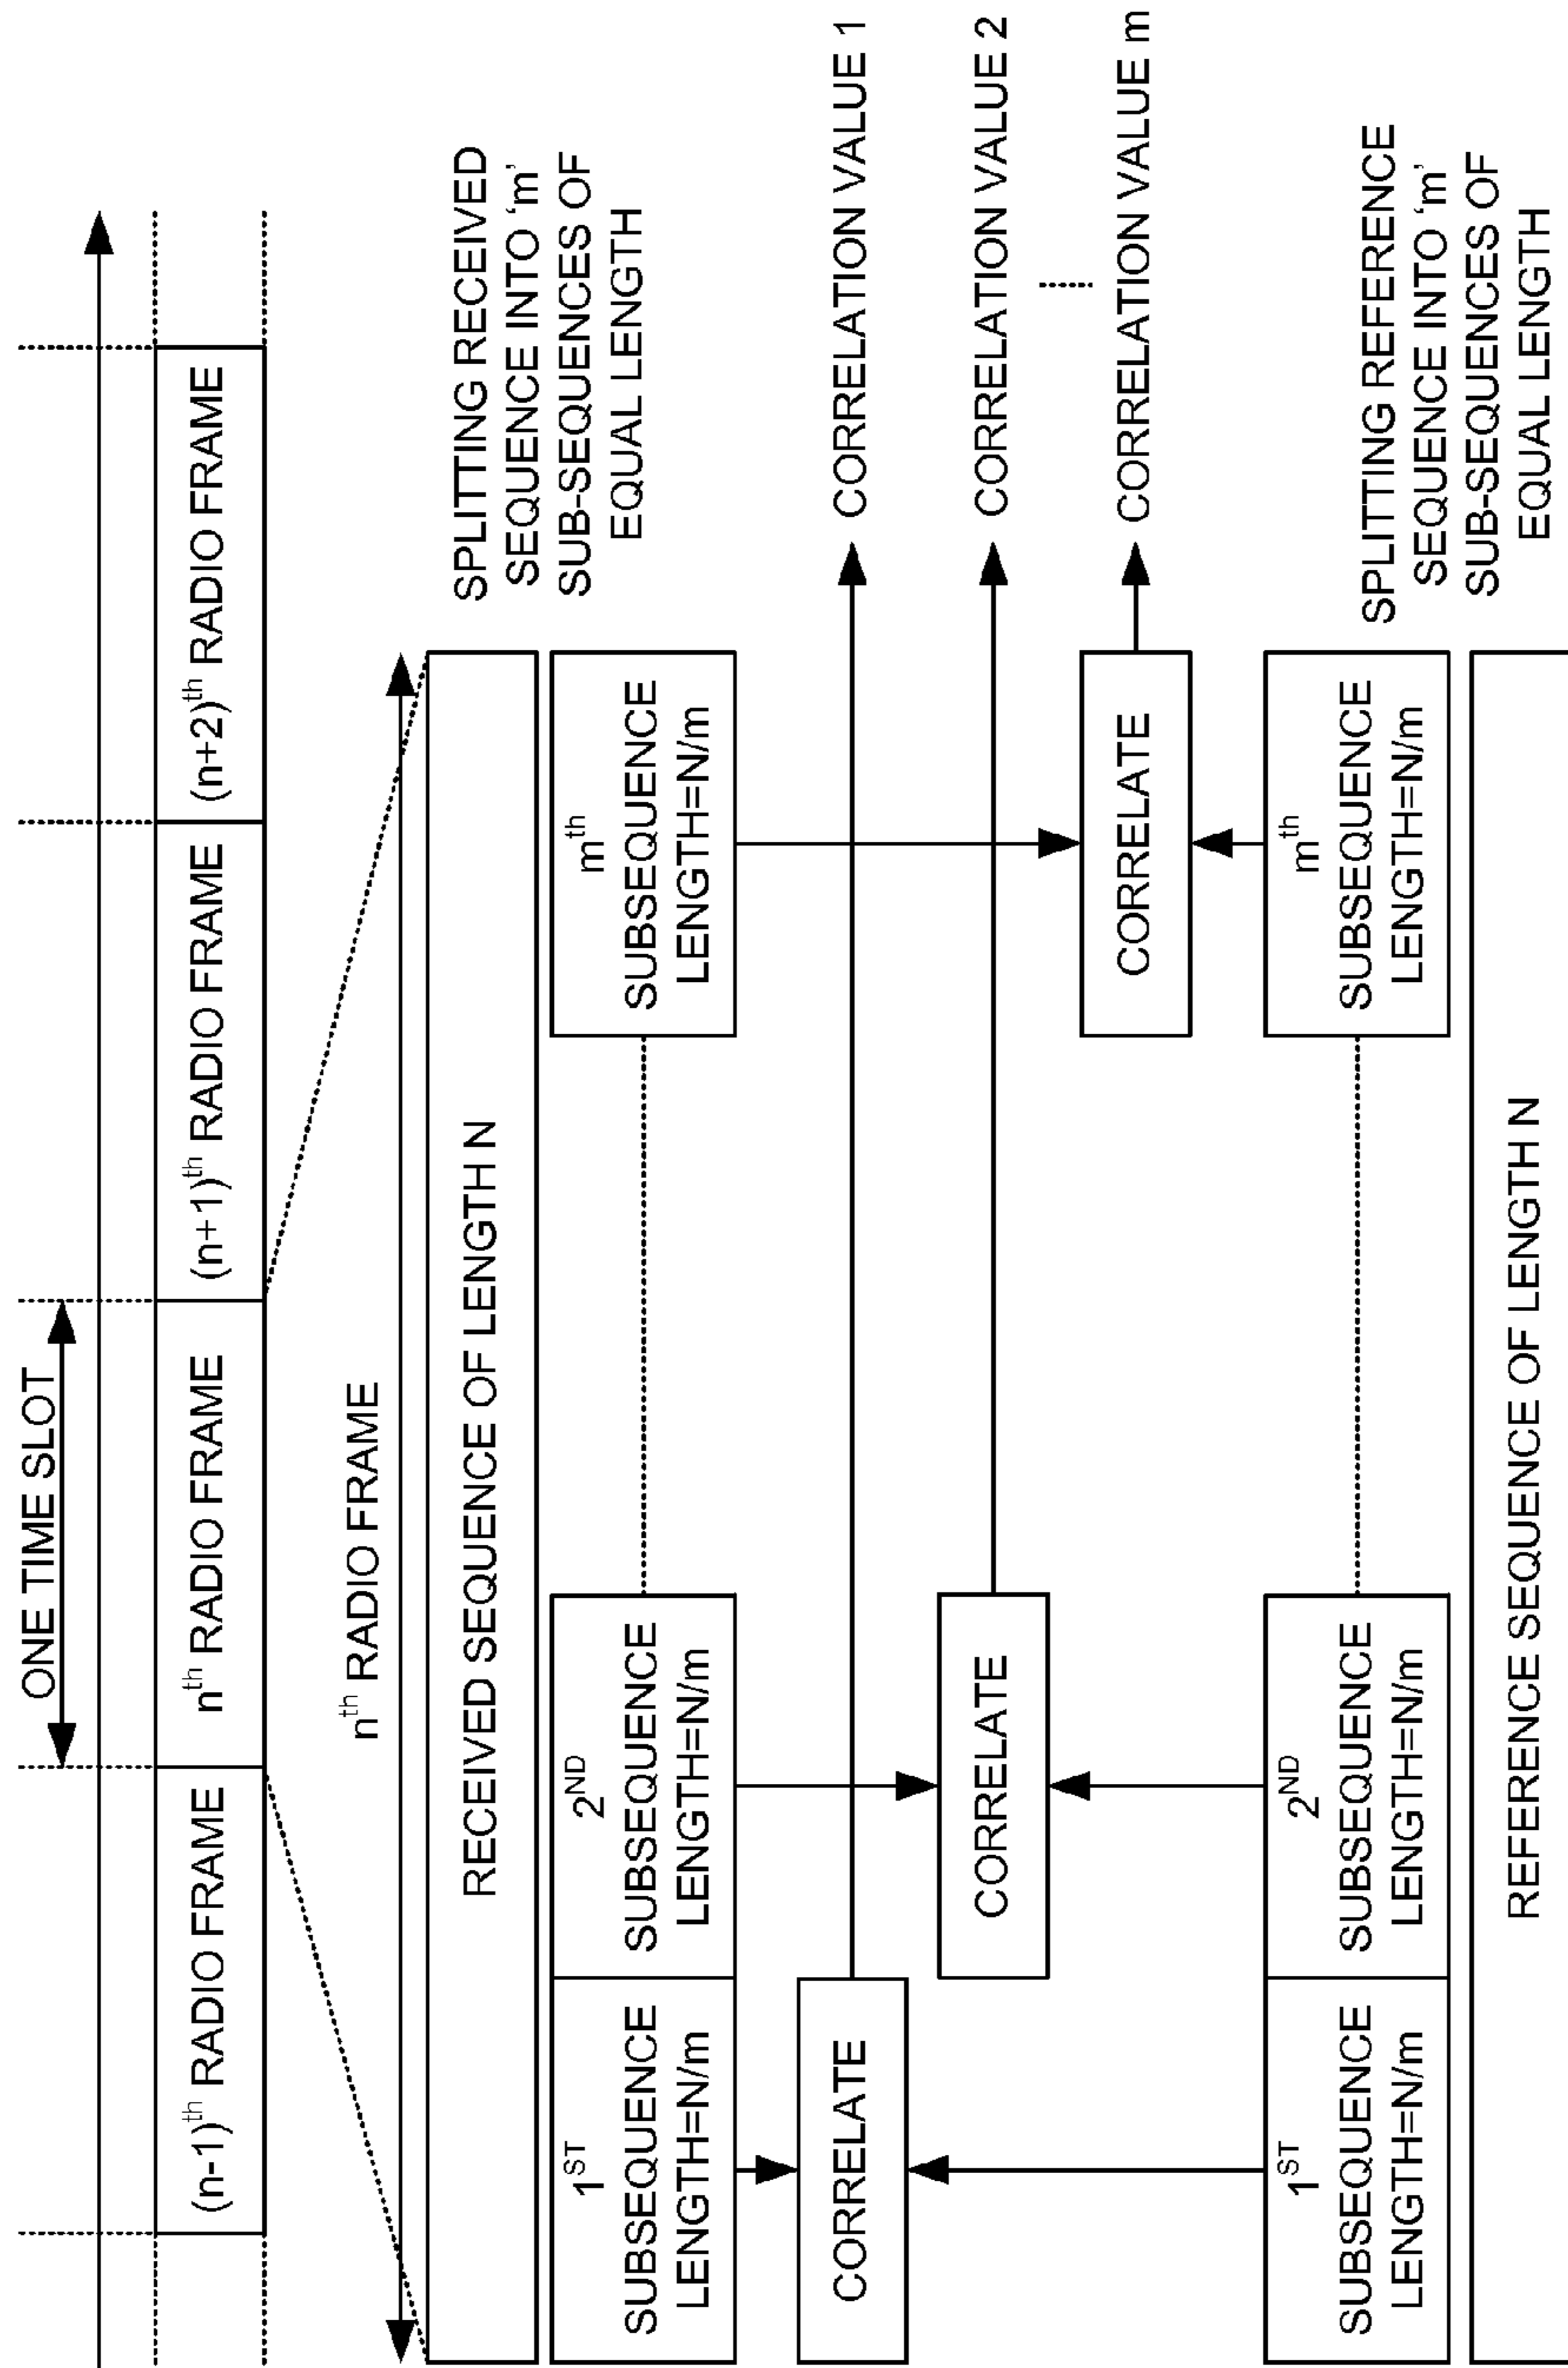 ONE TIME SLOT
(n-1)th RADIO FRAME
nth RADIO FRAME
(n+1)th RADIO FRAME
(n+2)th RADIO FRAME
nth RADIO FRAME
RECEIVED SEQUENCE OF LENGTH N
SPLITTING RECEIVED
SEQUENCE INTO ‘m’
SUB-SEQUENCES OF
EQUAL LENGTH
1ST
SUBSEQUENCE
LENGTH=N/m
2ND
SUBSEQUENCE
LENGTH=N/m
mth
SUBSEQUENCE
LENGTH=N/m
CORRELATE
CORRELATION VALUE 1
CORRELATE
CORRELATION VALUE 2
CORRELATE
CORRELATION VALUE m
1ST
SUBSEQUENCE
LENGTH=N/m
2ND
SUBSEQUENCE
LENGTH=N/m
mth
SUBSEQUENCE
LENGTH=N/m
SPLITTING REFERENCE
SEQUENCE INTO ‘m’
SUB-SEQUENCES OF
EQUAL LENGTH
REFERENCE SEQUENCE OF LENGTH N